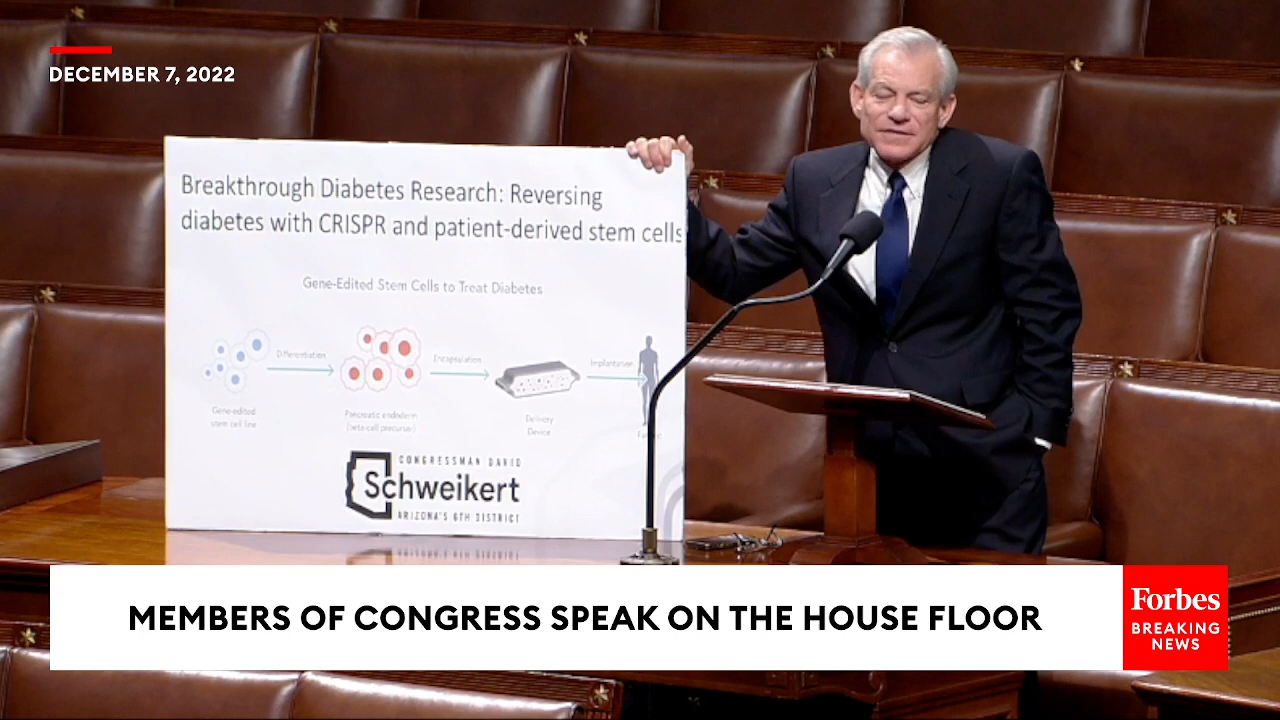 DECEMBER 7, 2022
Breakthrough Diabetes Research: Reversing
diabetes with CRISPR and patient-derived stem cells
Gene-Edited Stem Cells to Treat Diabetes
Differentiation
Encapsulation
Implantation
Gene-edited
stem cell line
Pancreatic endoderm
(beta-cell precursor)
Delivery
Device
CONGRESSMAN DAVID
Schweikert
ARIZONA'S 6TH DISTRICT
MEMBERS OF CONGRESS SPEAK ON THE HOUSE FLOOR
Forbes
BREAKING
NEWS